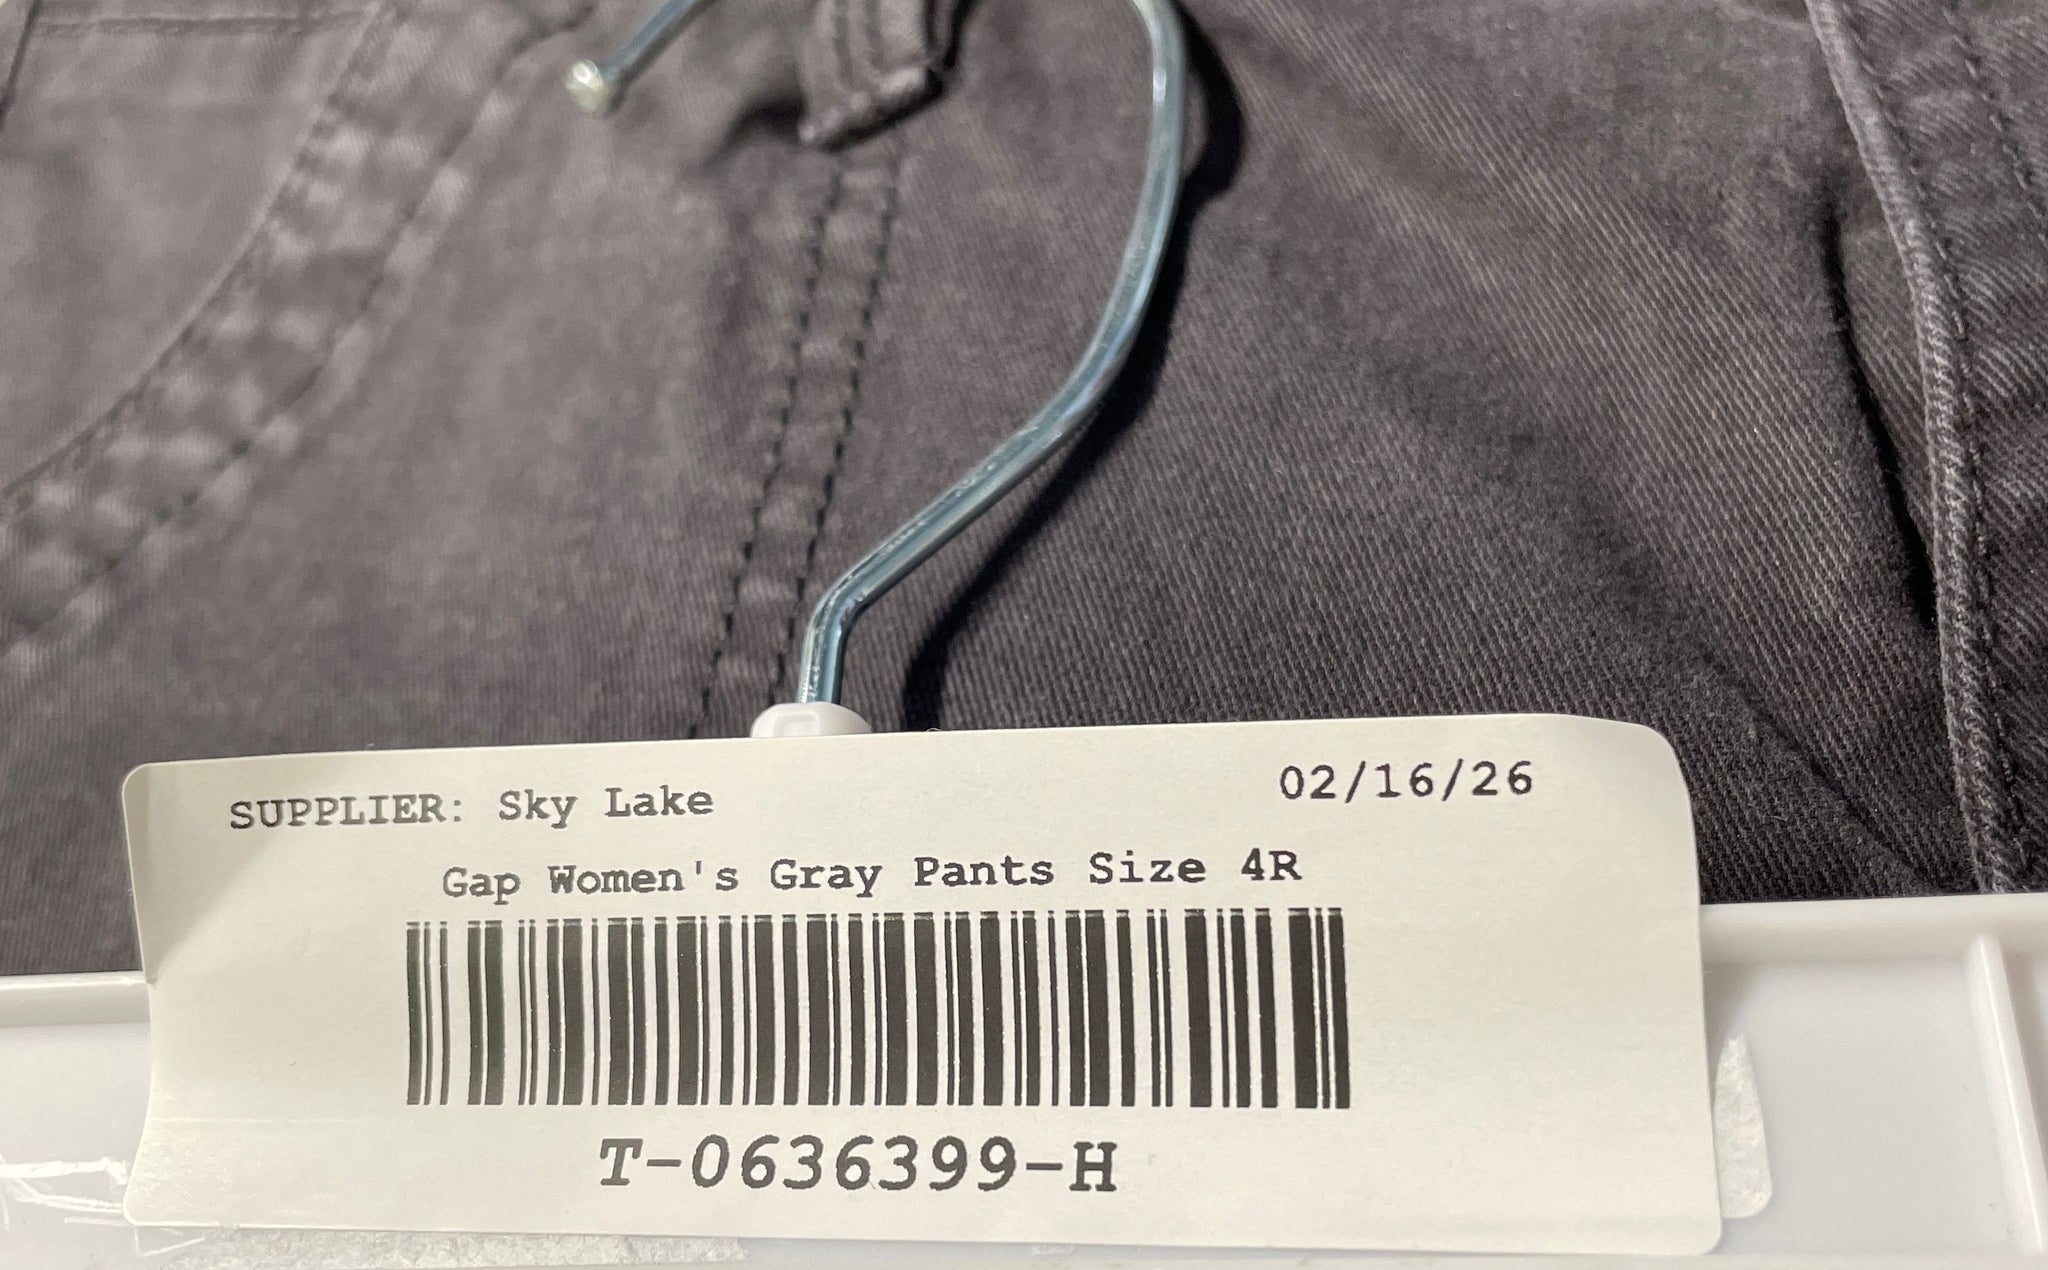 SUPPLIER: Sky Lake 02/16/26
Gap Women's Gray Pants Size 4R
T-0636399-H